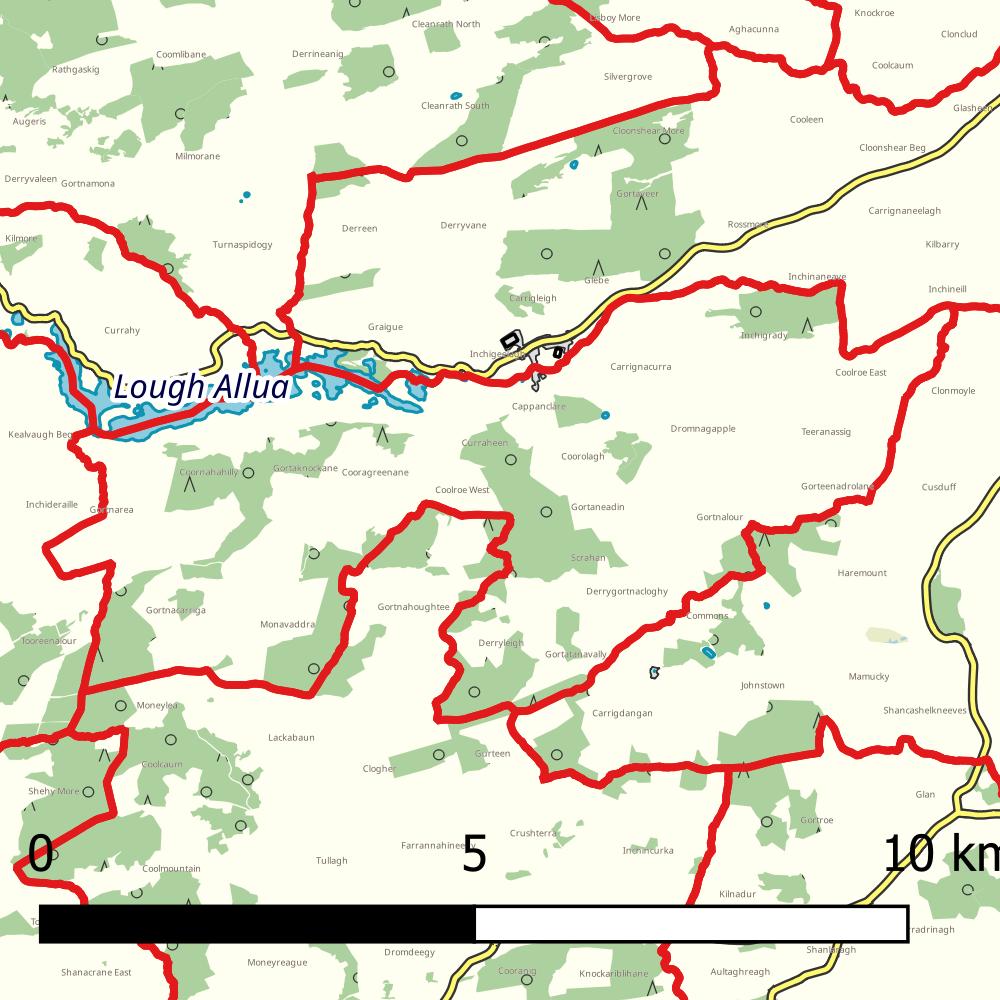 Knockroe
Lisboy More
Cleanrath North
Aghacunna
Clonclud
Derrineanig
Coomlibane
Rathgaskig
Coolcaum
Silvergrove
Cleanrath South
Glasheen
Augeris
Cooleen
Cloonshear More
Cloonshear Beg
Milmorane
Derryvaleen
Gortnamona
Gortaveer
Carrignaneelagh
Derreen
Derryvane
Rossmore
Kilmore
Turnaspidogy
Kilbarry
Glebe
Inchinaneave
Inchineill
Carrigleigh
Currahy
Graigue
Inchigrady
Inchigeelagh
Carrignacurra
Coolroe East
Lough Allua
Clonmoyle
Cappanclare
Dromnagapple
Teeranassig
Kealvaugh Beg
Curraheen
Coorolagh
Coornahahilly
Gortaknockane
Cooragreenane
Gorteenadrolane
Cusduff
Coolroe West
Inchideraille
Gortnarea
Gortaneadin
Gortnalour
Scrahan
Haremount
Derrygortnacloghy
Gortnacarriga
Gortnahoughtee
Commons
Monavaddra
Tooreenalour
Derryleigh
Gortatanavally
Mamucky
Johnstown
Moneylea
Carrigdangan
Shancashelkneeves
Lackabaun
Gurteen
Coolcaurn
Clogher
Shehy More
Glan
Gortroe
Crushterra
Farrannahineeny
Inchincurka
0
5
10 km
Tullagh
Coolmountain
Kilnadur
Dromdeegy
Shanlaragh
Moneyreague
Shanacrane East
Cooranig
Knockariblihane
Aultaghreagh